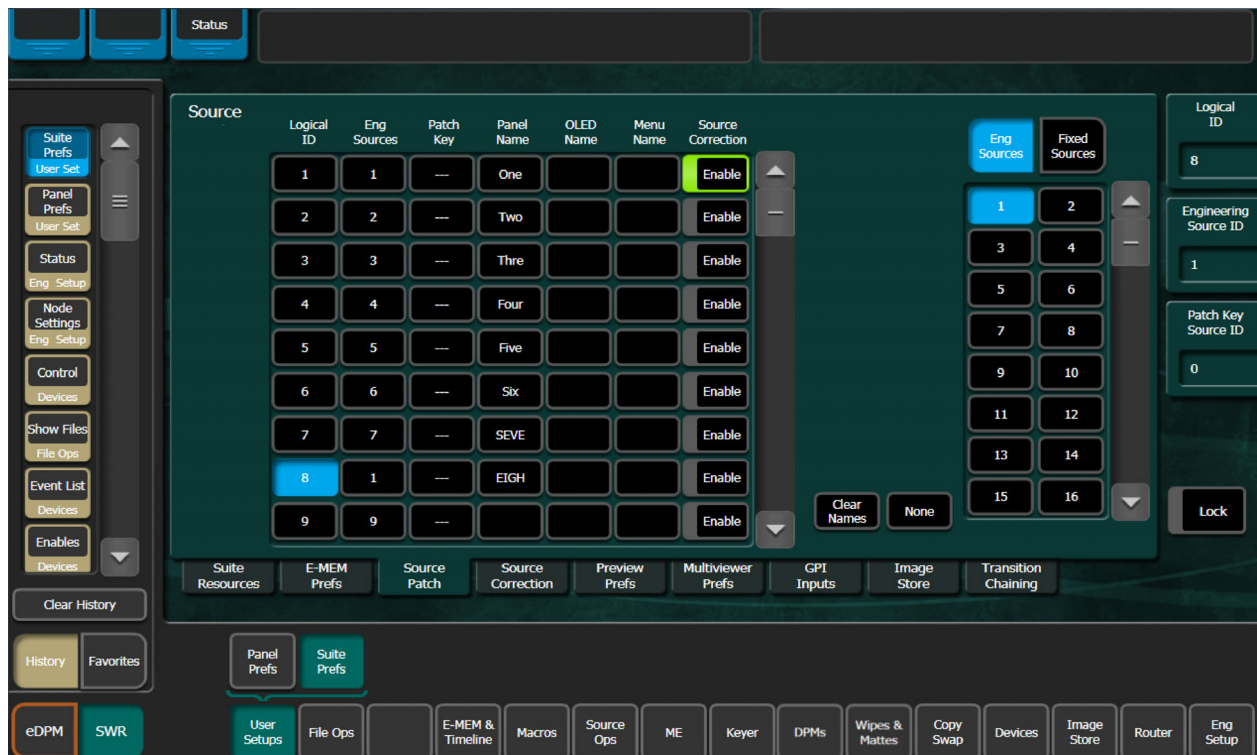 Status
Source
Logical ID Eng Sources Patch Key Panel Name OLED Name Menu Name Source Correction
1 1 --- One Enable
2 2 --- Two Enable
3 3 --- Thre Enable
4 4 --- Four Enable
5 5 --- Five Enable
6 6 --- Six Enable
7 7 --- SEVE Enable
8 1 --- EIGH Enable
9 9 --- Enable
Clear Names
None
Eng Sources
Fixed Sources
1 2
3 4
5 6
7 8
9 10
11 12
13 14
15 16
Logical ID
8
Engineering Source ID
1
Patch Key Source ID
0
Lock
Suite Prefs
User Set
Panel Prefs
User Set
Status
Eng Setup
Node Settings
Eng Setup
Control
Devices
Show Files
File Ops
Event List
Devices
Enables
Devices
Clear History
History
Favorites
Suite Resources
E-MEM Prefs
Source Patch
Source Correction
Preview Prefs
Multiviewer Prefs
GPI Inputs
Image Store
Transition Chaining
Panel Prefs
Suite Prefs
eDPM
SWR
User Setups
File Ops
E-MEM & Timeline
Macros
Source Ops
ME
Keyer
DPMs
Wipes & Mattes
Copy Swap
Devices
Image Store
Router
Eng Setup